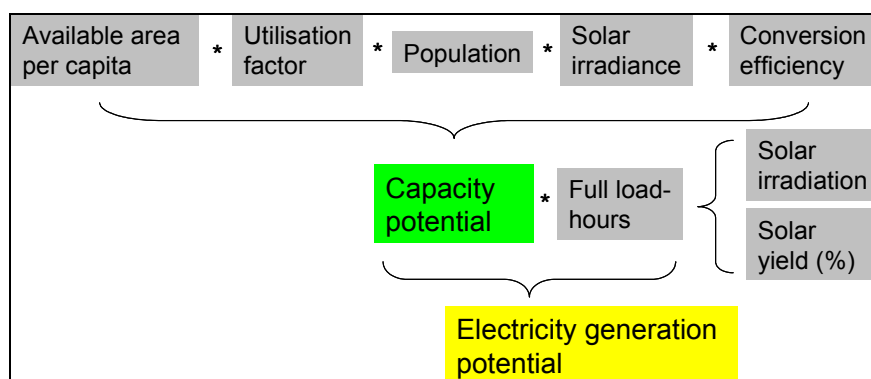 Available area
per capita
*
Utilisation
factor
*
Population
*
Solar
irradiance
*
Conversion
efficiency
Capacity
potential
*
Full load-
hours
Solar
irradiation
Solar
yield (%)
Electricity generation
potential